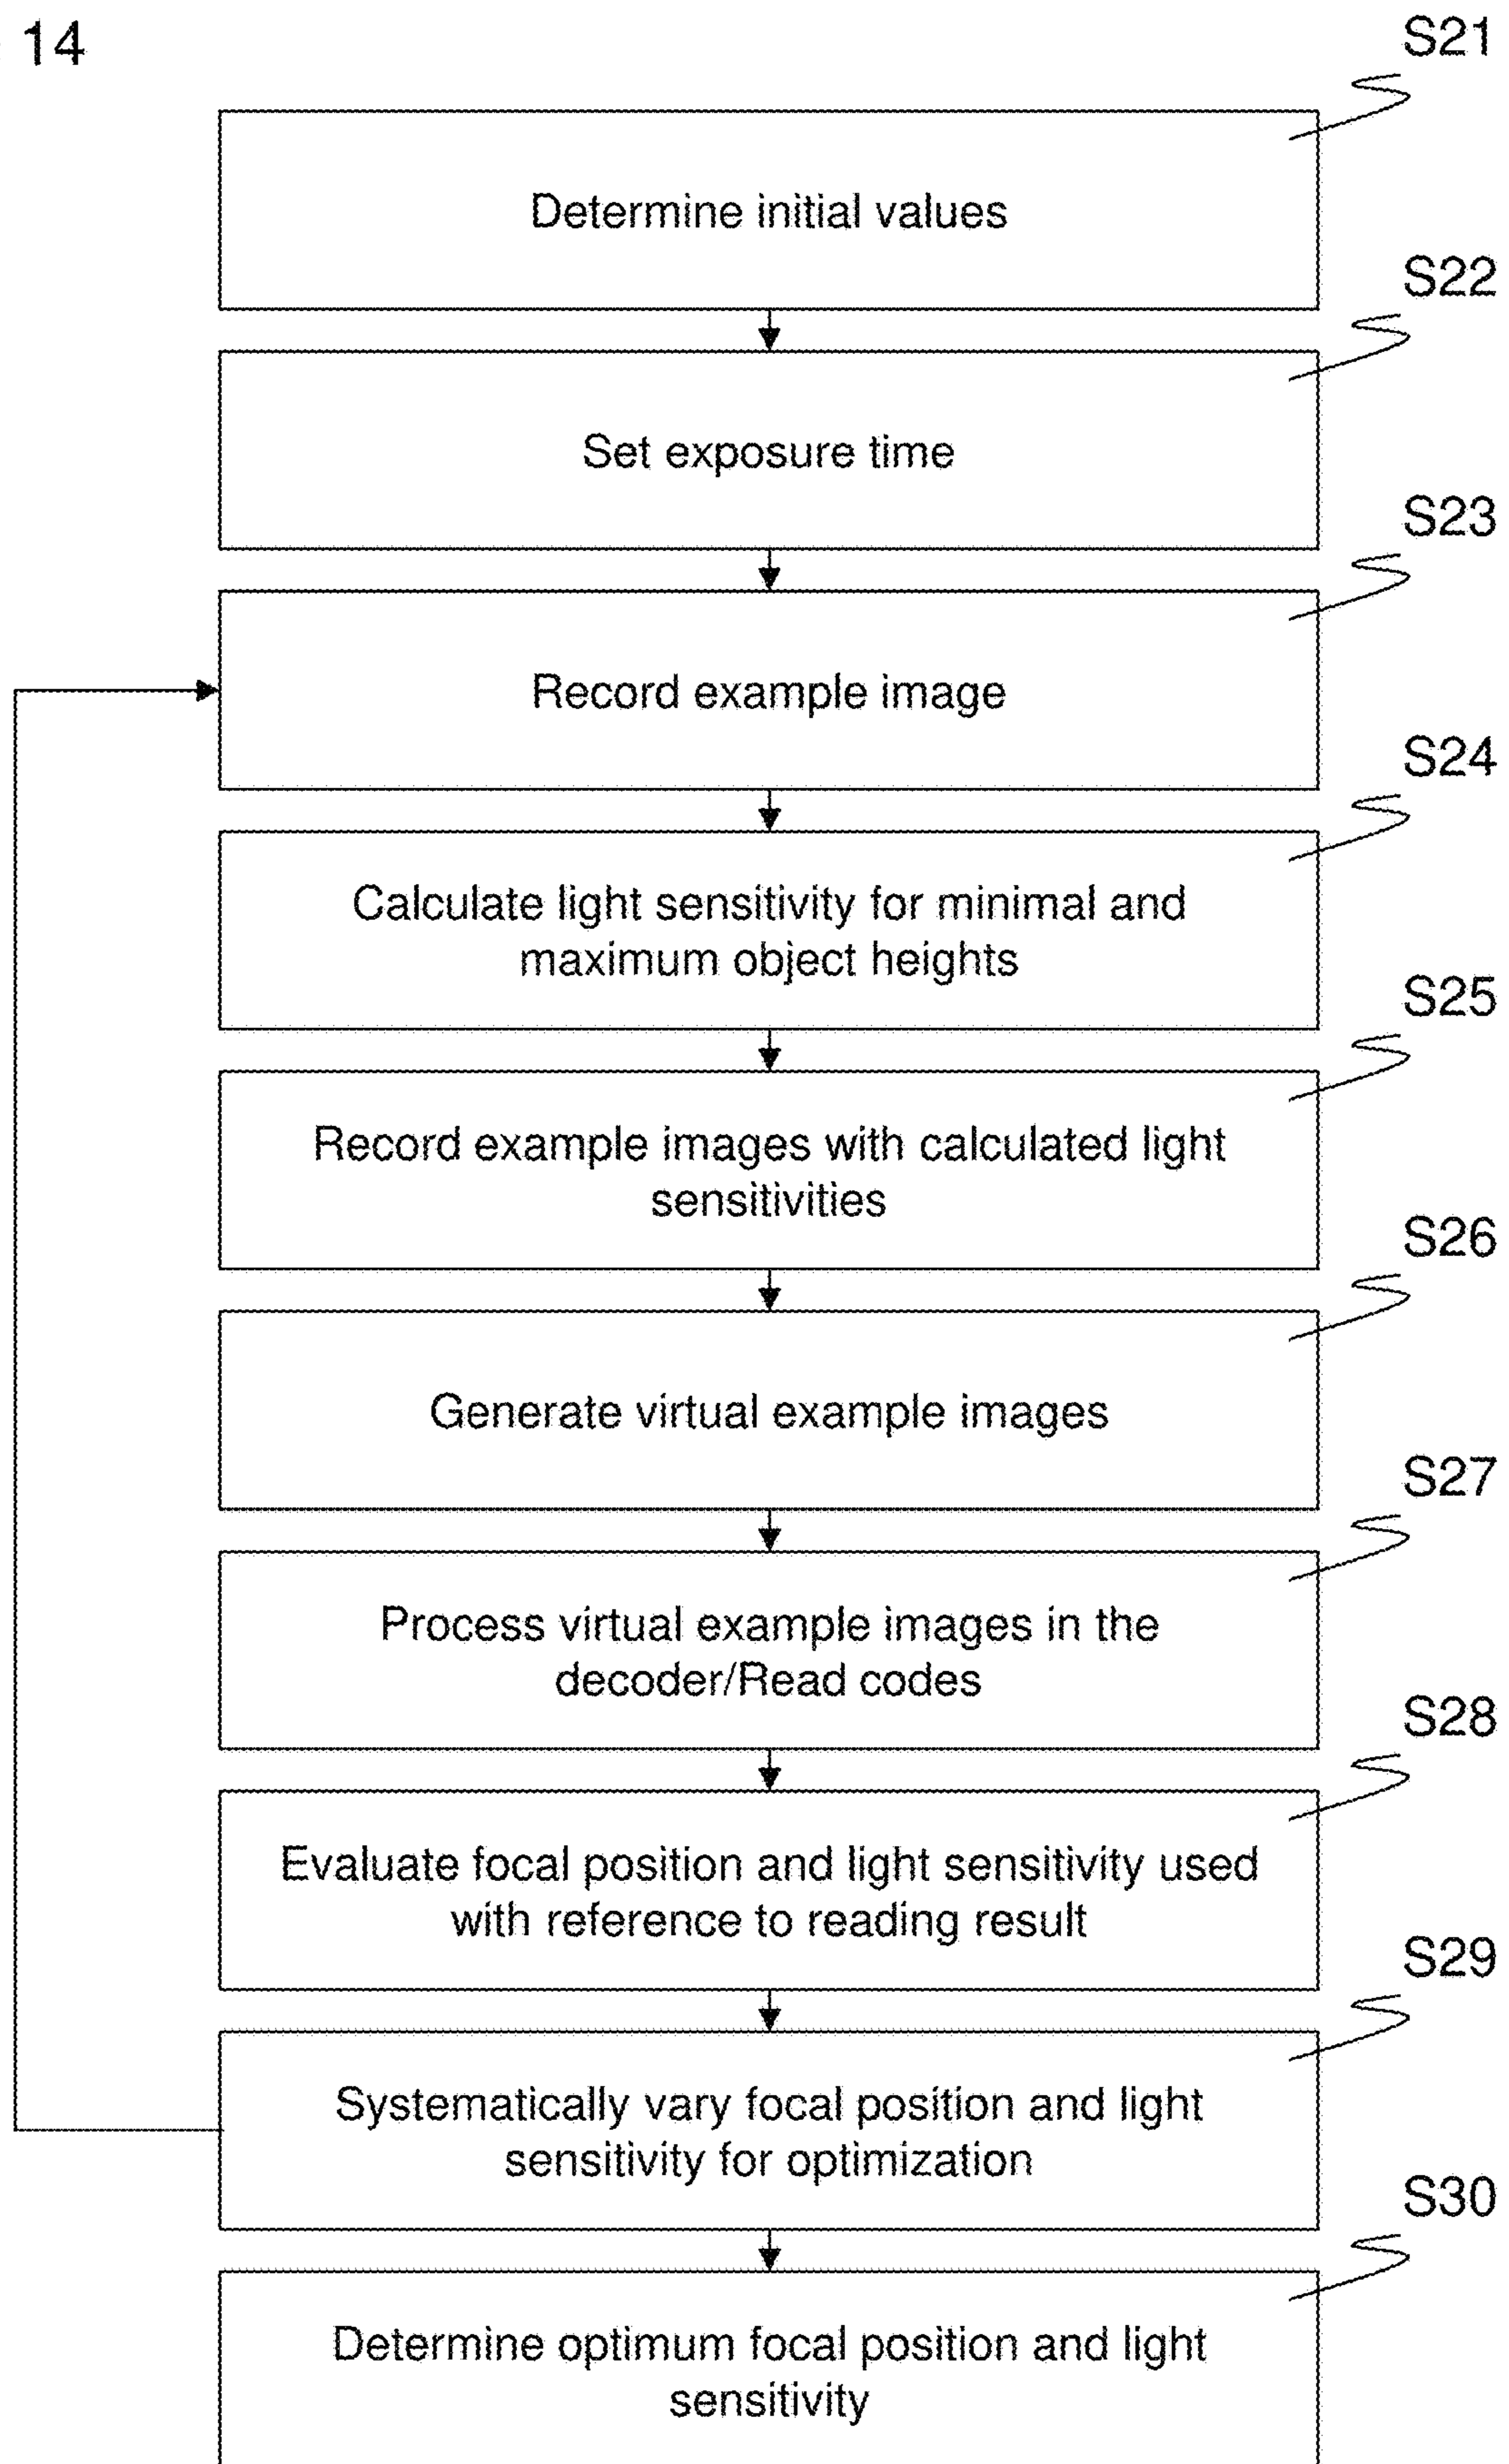 14
S21
Determine initial values
S22
Set exposure time
S23
Record example image
S24
Calculate light sensitivity for minimal and
maximum object heights
S25
Record example images with calculated light
sensitivities
S26
Generate virtual example images
S27
Process virtual example images in the
decoder/Read codes
S28
Evaluate focal position and light sensitivity used
with reference to reading result
S29
Systematically vary focal position and light
sensitivity for optimization
S30
Determine optimum focal position and light
sensitivity